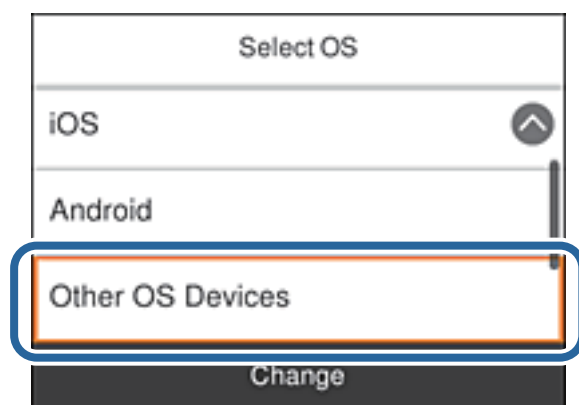 Select OS
iOS
Android
Other OS Devices
Change